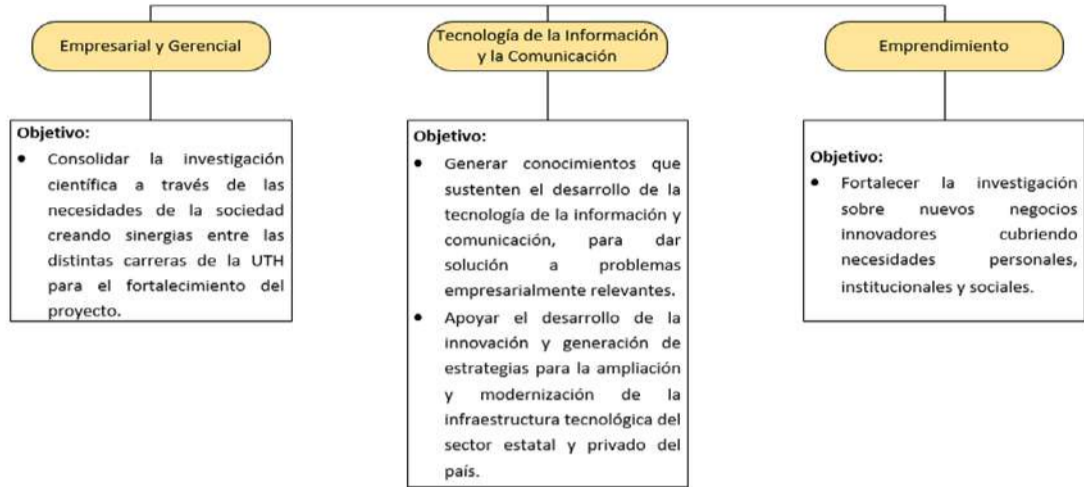 Empresarial y Gerencial
Objetivo:
• Consolidar la investigación
científica a través de las
necesidades de la sociedad
creando sinergias entre las
distintas carreras de la UTH
para el fortalecimiento del
proyecto.
Tecnología de la Información
y la Comunicación
Objetivo:
• Generar conocimientos que
sustenten el desarrollo de la
tecnología de la información y
comunicación, para dar
solución a problemas
empresarialmente relevantes.
• Apoyar el desarrollo de la
innovación y generación de
estrategias para la ampliación
y modernización de la
infraestructura tecnológica del
sector estatal y privado del
país.
Emprendimiento
Objetivo:
• Fortalecer la investigación
sobre nuevos negocios
innovadores cubriendo
necesidades personales,
institucionales y sociales.